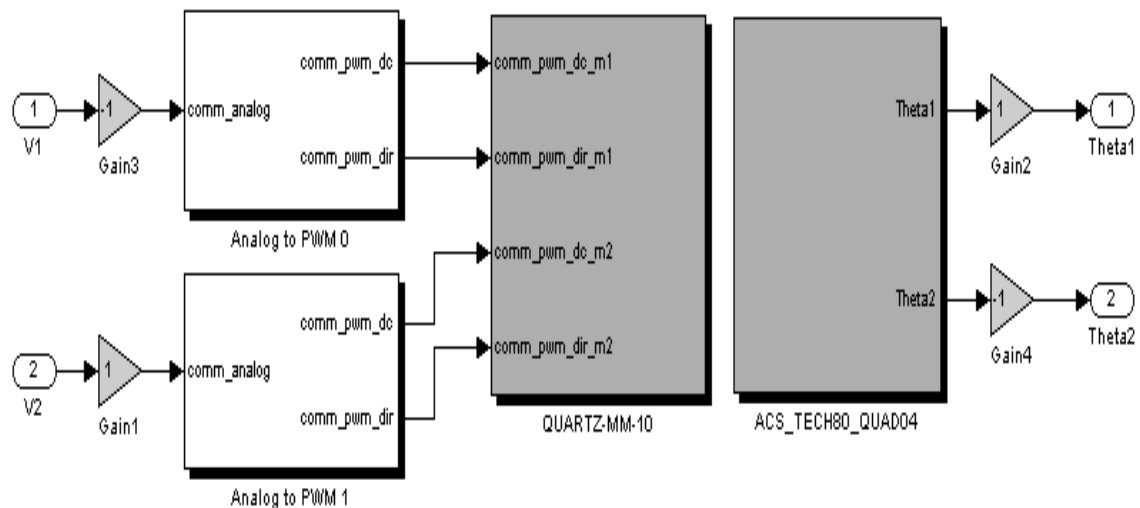 comm_pwm_dc
comm_pwm_dc_m1
1
-1
comm_analog
Theta1
1
1
V1
Gain3
comm_pwm_dir
comm_pwm_dir_m1
Gain2
Theta1
Analog to PWM 0
comm_pwm_dc_m2
comm_pwm_dc
Theta2
-1
2
comm_pwm_dir_m2
Gain4
Theta2
2
1
comm_analog
V2
Gain1
comm_pwm_dir
QUARTZ-MM-10
ACS_TECH80_QUAD04
Analog to PWM 1